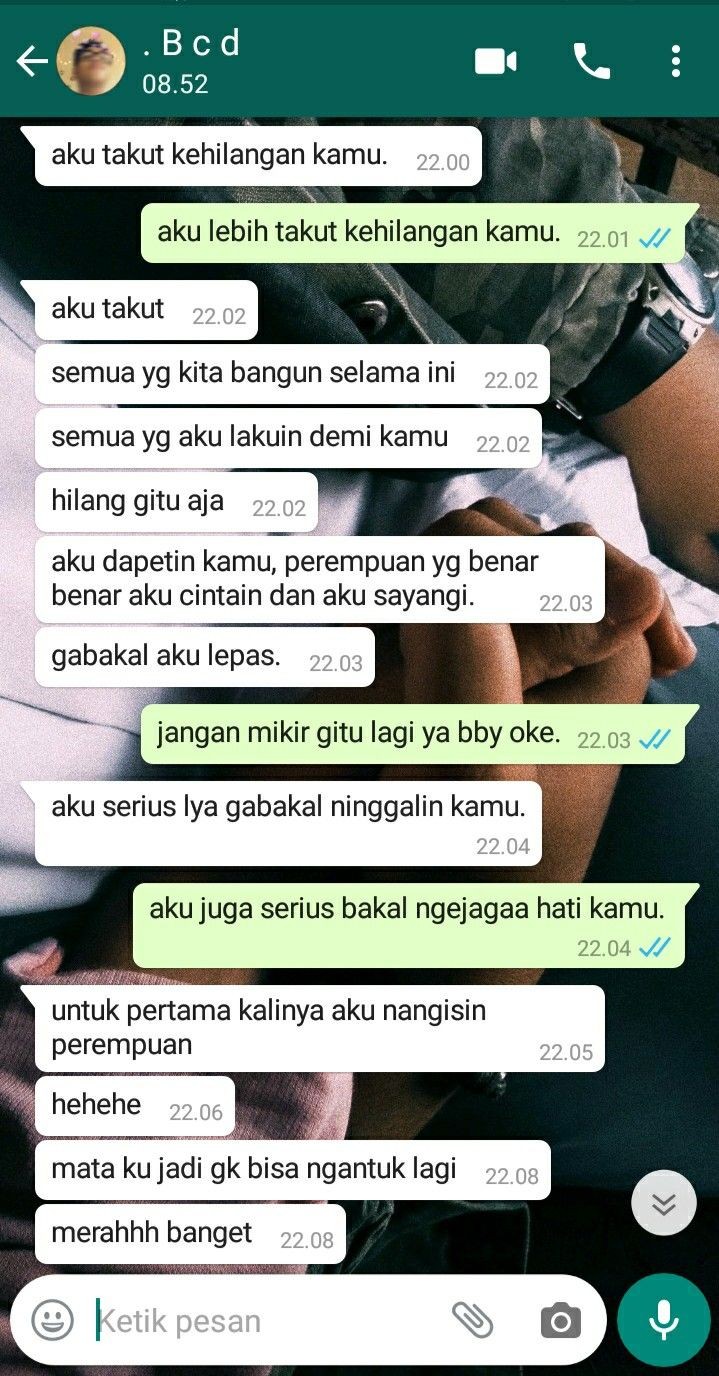 . B c d
08.52
aku takut kehilangan kamu. 22.00
aku lebih takut kehilangan kamu. 22.01
aku takut 22.02
semua yg kita bangun selama ini 22.02
semua yg aku lakuin demi kamu 22.02
hilang gitu aja 22.02
aku dapetin kamu, perempuan yg benar
benar aku cintain dan aku sayangi. 22.03
gabakal aku lepas. 22.03
jangan mikir gitu lagi ya bby oke. 22.03
aku serius lya gabakal ninggalin kamu.
22.04
aku juga serius bakal ngejagaa hati kamu.
22.04
untuk pertama kalinya aku nangisin
perempuan 22.05
hehehe 22.06
mata ku jadi gk bisa ngantuk lagi 22.08
merahhh banget 22.08
Ketik pesan